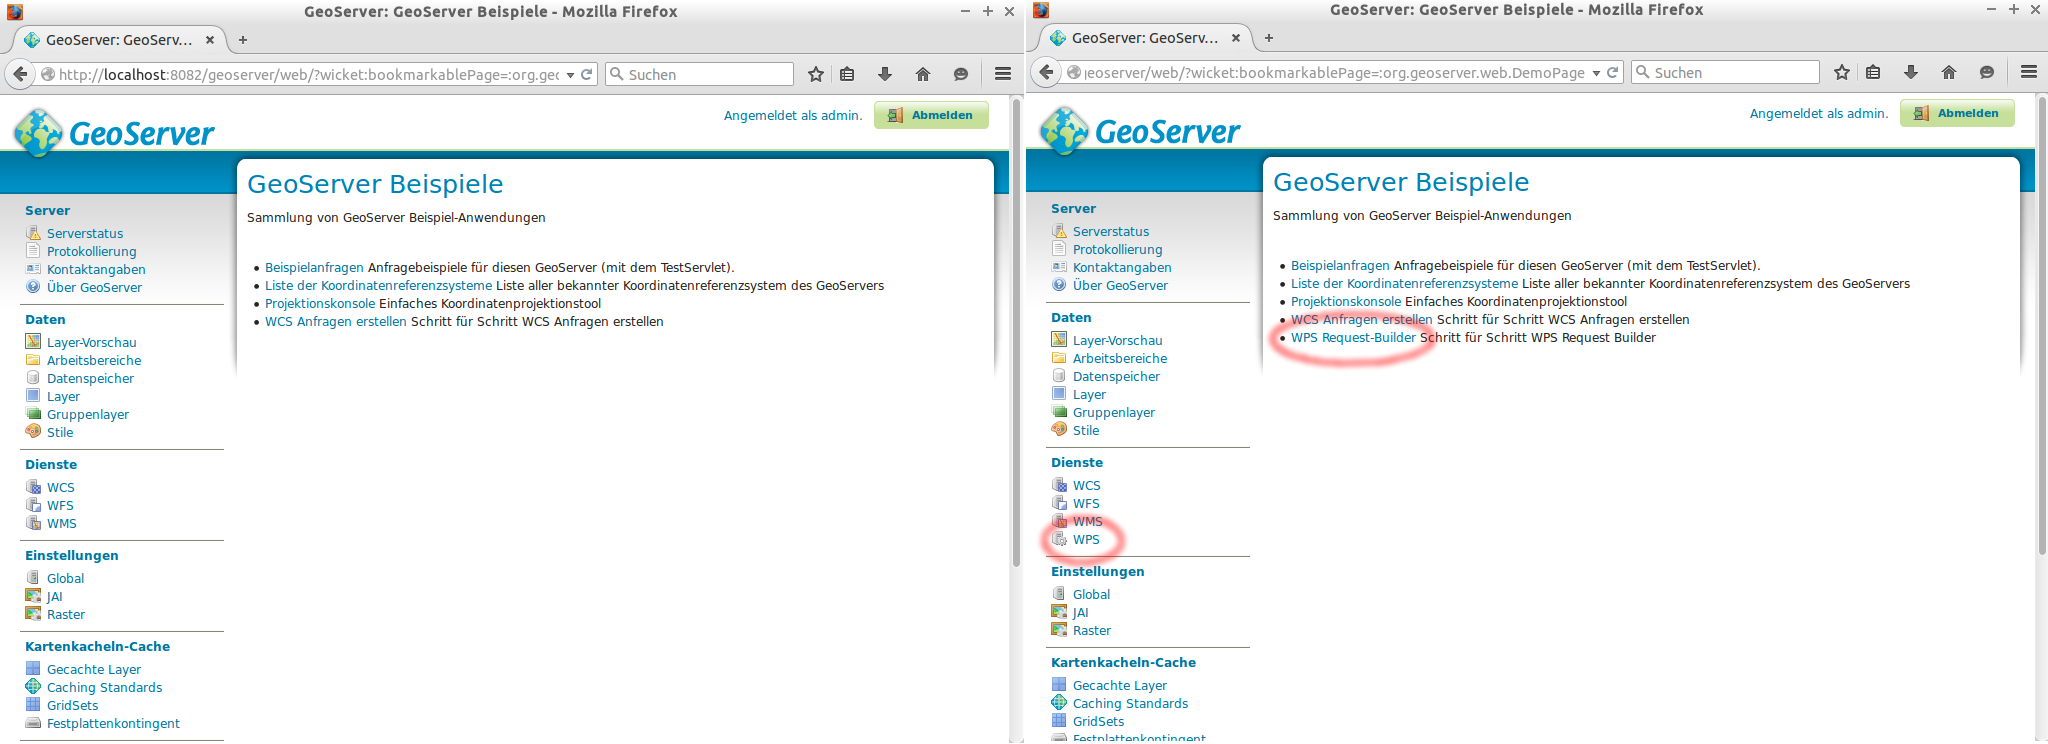 GeoServer: GeoServer Beispiele - Mozilla Firefox
GeoServer: GeoServ...
http://localhost:8082/geoserver/web/?wicket:bookmarkablePage=:org.geo
Suchen
GeoServer
Angemeldet als admin.
Abmelden
Server
Serverstatus
Protokollierung
Kontaktangaben
Über GeoServer
Daten
Layer-Vorschau
Arbeitsbereiche
Datenspeicher
Layer
Gruppenlayer
Stile
Dienste
WCS
WFS
WMS
Einstellungen
Global
JAI
Raster
Kartenkacheln-Cache
Gecachte Layer
Caching Standards
GridSets
Festplattenkontingent
GeoServer Beispiele
Sammlung von GeoServer Beispiel-Anwendungen
• Beispielanfragen Anfragebeispiele für diesen GeoServer (mit dem TestServlet).
• Liste der Koordinatenreferenzsysteme Liste aller bekannter Koordinatenreferenzsystem des GeoServers
• Projektionskonsole Einfaches Koordinatenprojektionstool
• WCS Anfragen erstellen Schritt für Schritt WCS Anfragen erstellen
GeoServer: GeoServer Beispiele - Mozilla Firefox
GeoServer: GeoServ...
geoserver/web/?wicket:bookmarkablePage=:org.geoserver.web.DemoPage
Suchen
GeoServer
Angemeldet als admin.
Abmelden
Server
Serverstatus
Protokollierung
Kontaktangaben
Über GeoServer
Daten
Layer-Vorschau
Arbeitsbereiche
Datenspeicher
Layer
Gruppenlayer
Stile
Dienste
WCS
WFS
WMS
WPS
Einstellungen
Global
JAI
Raster
Kartenkacheln-Cache
Gecachte Layer
Caching Standards
GridSets
Festplattenkontingent
GeoServer Beispiele
Sammlung von GeoServer Beispiel-Anwendungen
• Beispielanfragen Anfragebeispiele für diesen GeoServer (mit dem TestServlet).
• Liste der Koordinatenreferenzsysteme Liste aller bekannter Koordinatenreferenzsystem des GeoServers
• Projektionskonsole Einfaches Koordinatenprojektionstool
• WCS Anfragen erstellen Schritt für Schritt WCS Anfragen erstellen
• WPS Request-Builder Schritt für Schritt WPS Request Builder